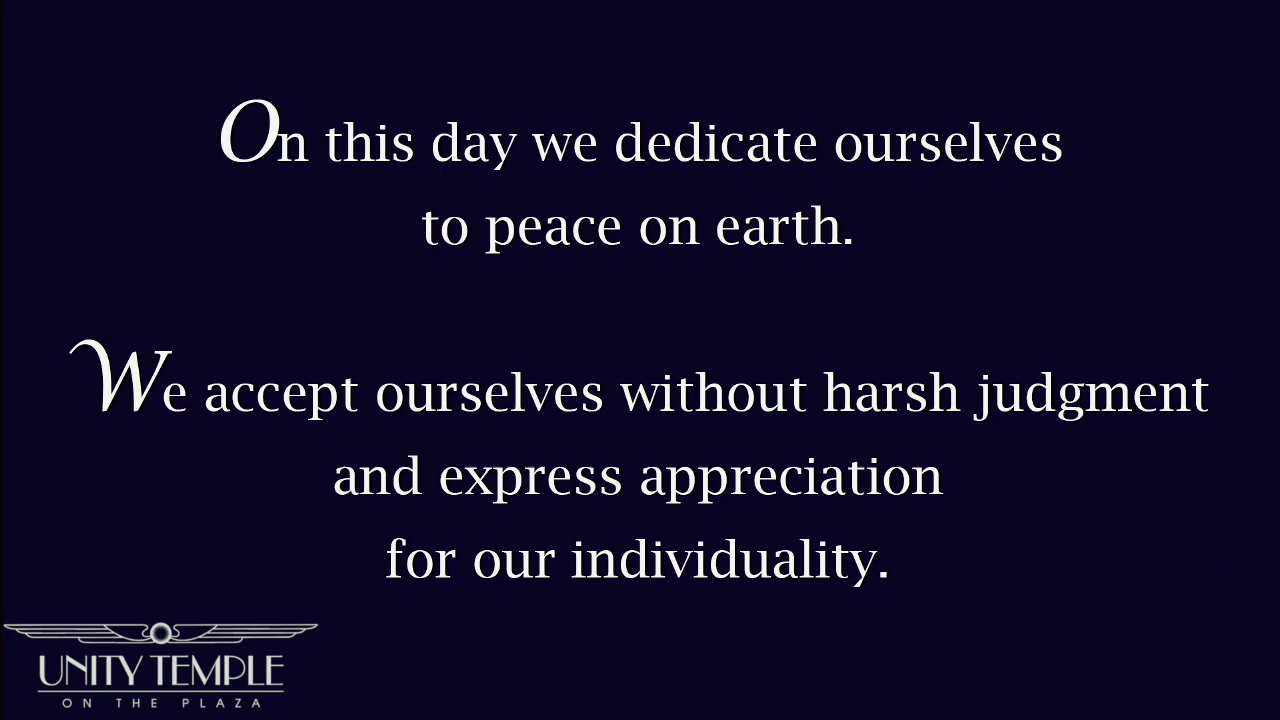 On this day we dedicate ourselves
to peace on earth.
We accept ourselves without harsh judgment
and express appreciation
for our individuality.
UNITY TEMPLE
ON THE PLAZA